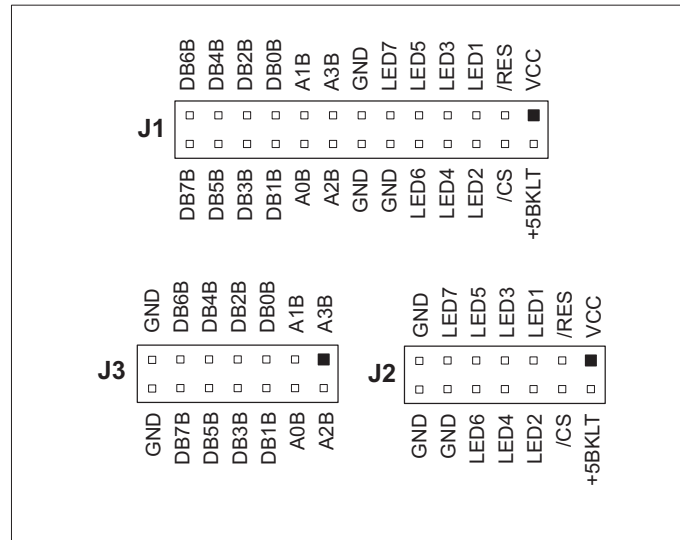 DB6B DB4B DB2B DB0B A1B A3B GND LED7 LED5 LED3 LED1 /RES VCC
J1
DB7B DB5B DB3B DB1B A0B A2B GND GND LED6 LED4 LED2 /CS +5BKLT
GND DB6B DB4B DB2B DB0B A1B A3B
J3
GND DB7B DB5B DB3B DB1B A0B A2B
GND LED7 LED5 LED3 LED1 /RES VCC
J2
GND GND LED6 LED4 LED2 /CS +5BKLT